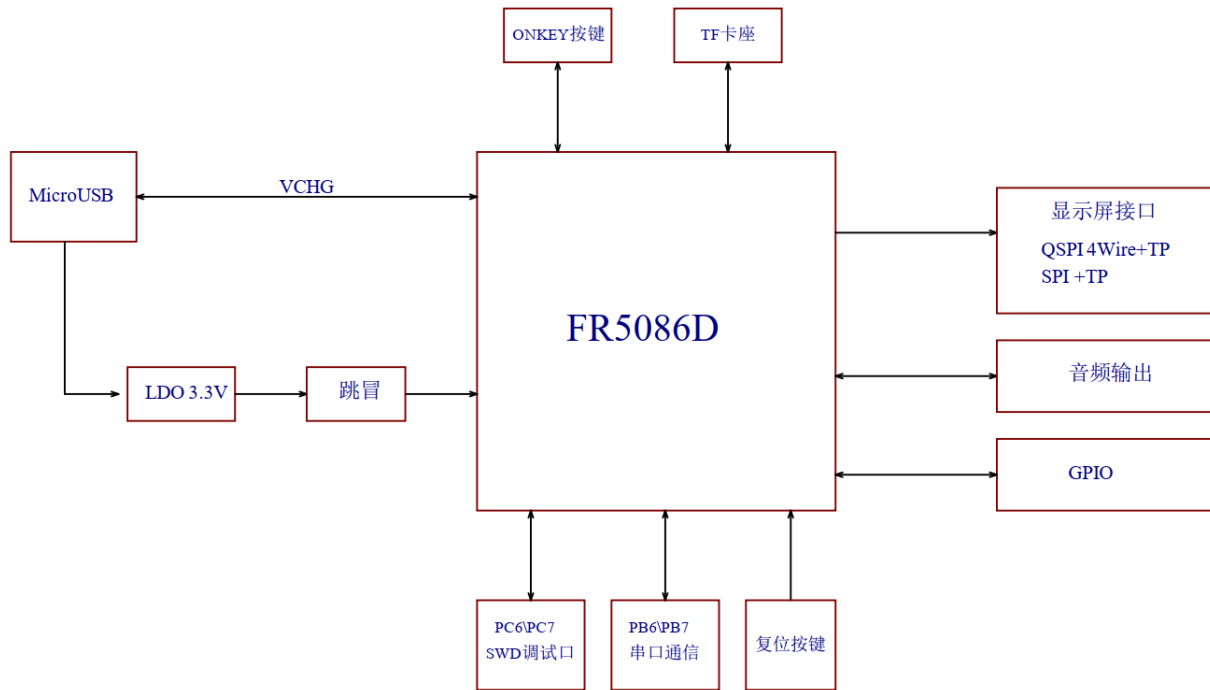 ONKEY按键
TF卡座
MicroUSB
VCHG
显示屏接口
QSPI 4Wire+TP
SPI +TP
FR5086D
音频输出
LDO 3.3V
跳冒
GPIO
PC6\PC7
SWD调试口
PB6\PB7
串口通信
复位按键